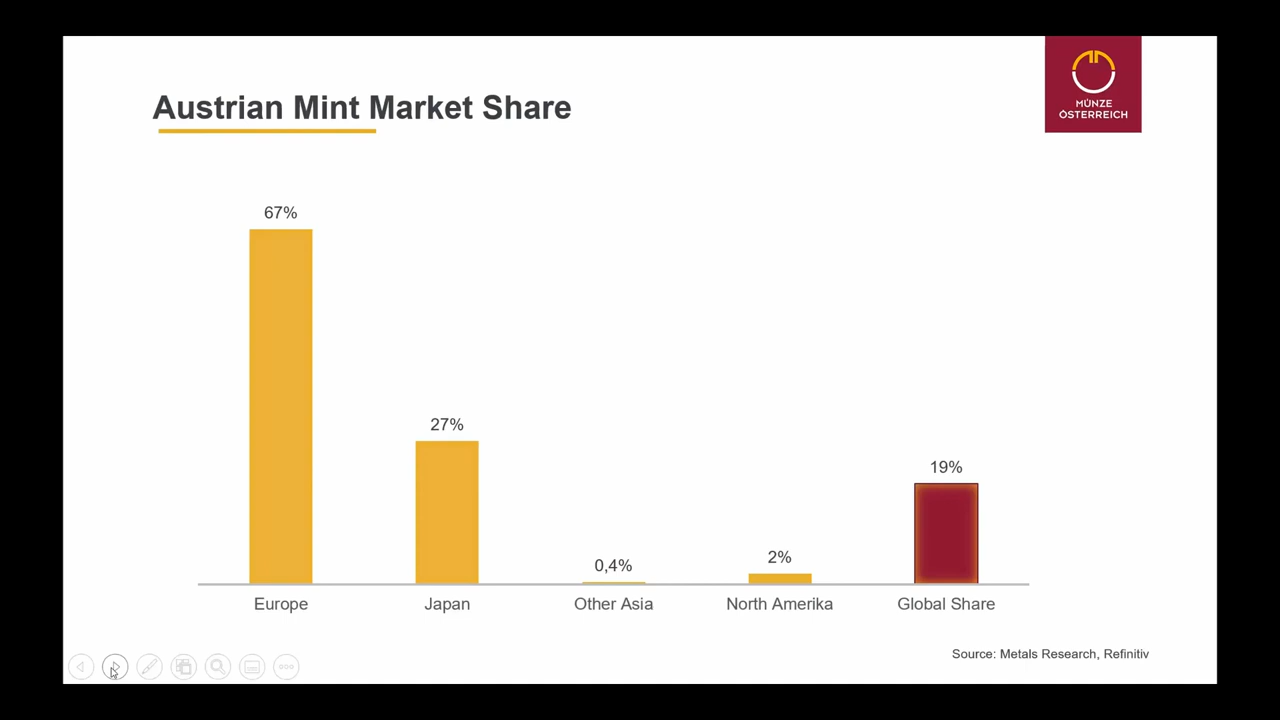 MÜNZE
ÖSTERREICH
Austrian Mint Market Share
67%
27%
0,4%
2%
19%
Europe
Japan
Other Asia
North Amerika
Global Share
Source: Metals Research, Refinitiv